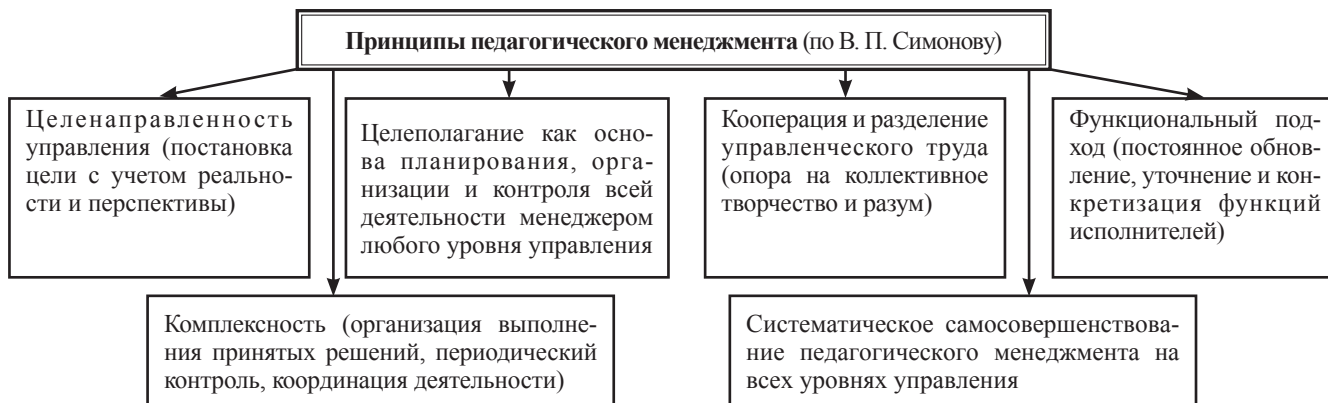 Принципы педагогического менеджмента (по В. П. Симонову)
Целенаправленность
управления (постановка
цели с учетом реально-
сти и перспективы)
Целеполагание как осно-
ва планирования, орга-
низации и контроля всей
деятельности менеджером
любого уровня управления
Кооперация и разделение
управленческого труда
(опора на коллективное
творчество и разум)
Функциональный под-
ход (постоянное обнов-
ление, уточнение и кон-
кретизация функций
исполнителей)
Комплексность (организация выполне-
ния принятых решений, периодический
контроль, координация деятельности)
Систематическое самосовершенствова-
ние педагогического менеджмента на
всех уровнях управления